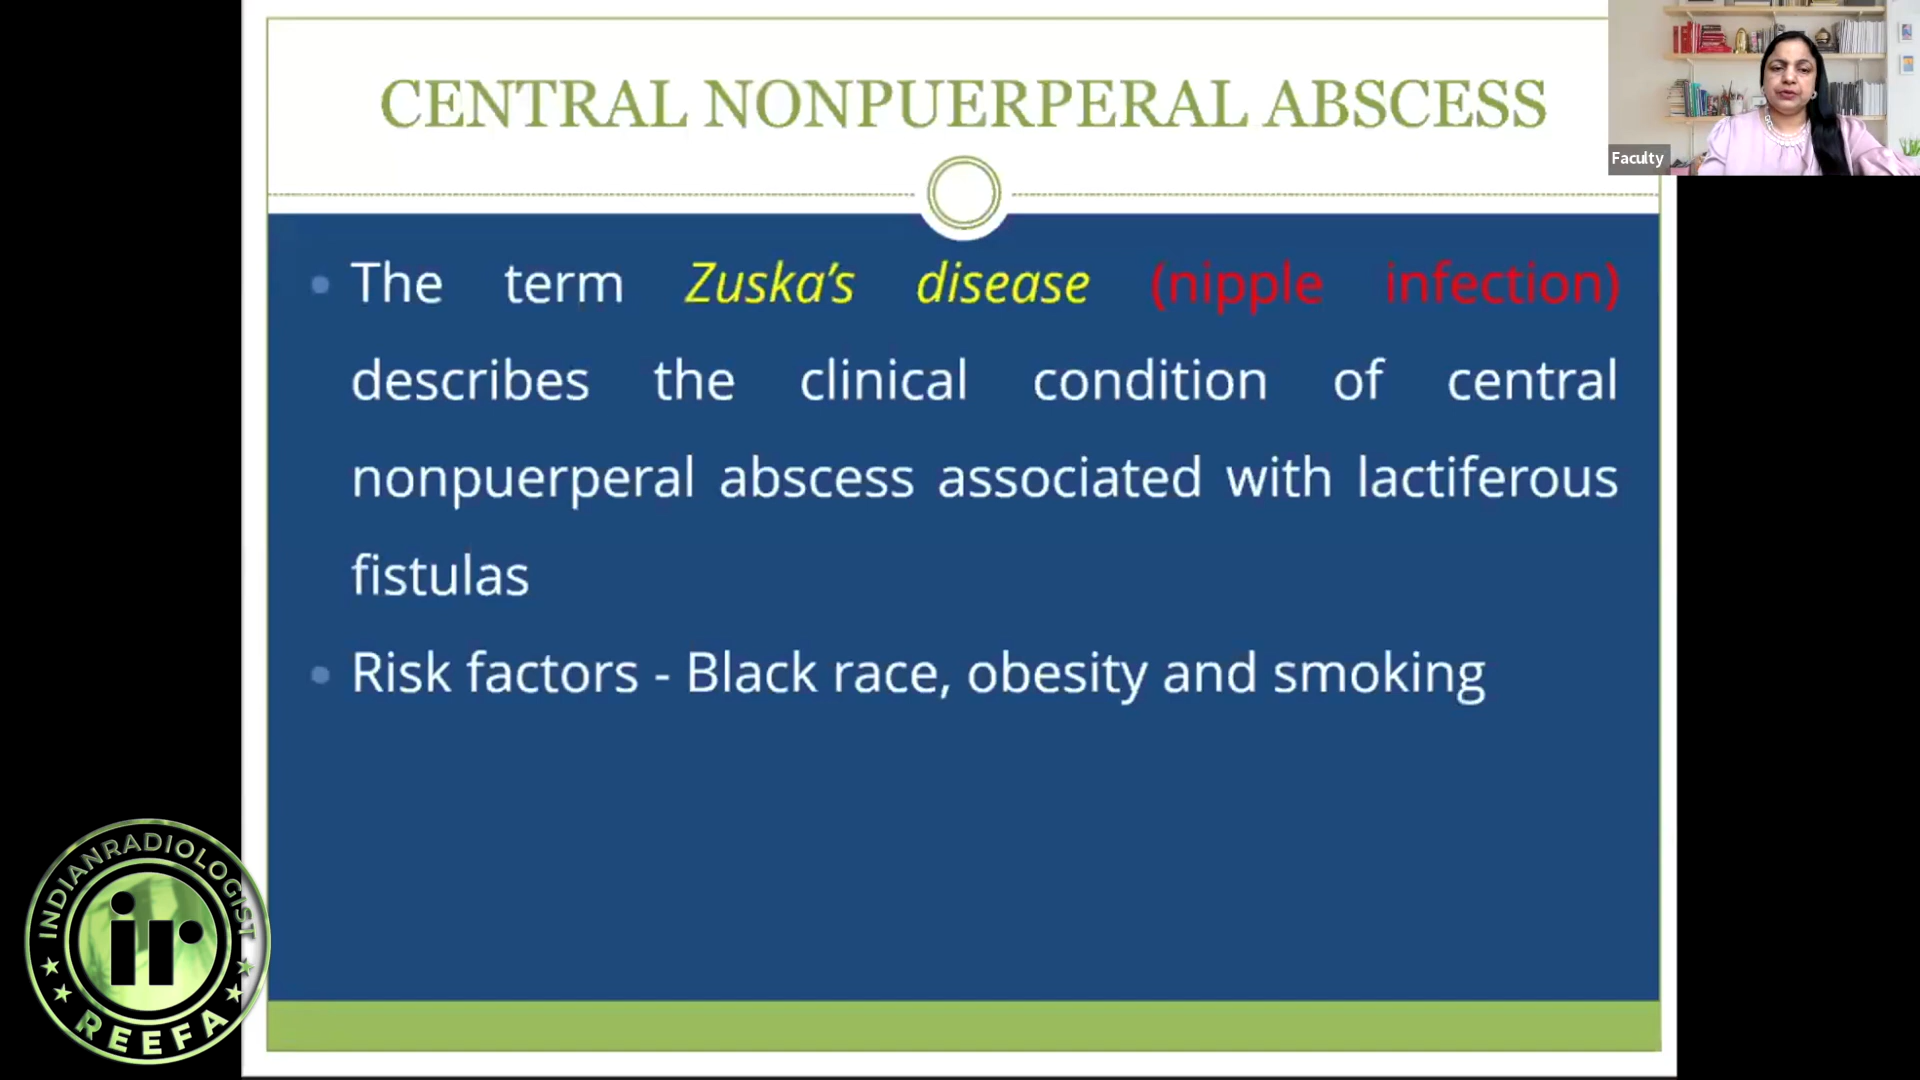 CENTRAL NONPUERPERAL ABSCESS
Faculty
• The term Zuska's disease (nipple infection)
describes the clinical condition of central
nonpuerperal abscess associated with lactiferous
fistulas
• Risk factors - Black race, obesity and smoking
INDIANRADIOLOGIST
ir
REEFA